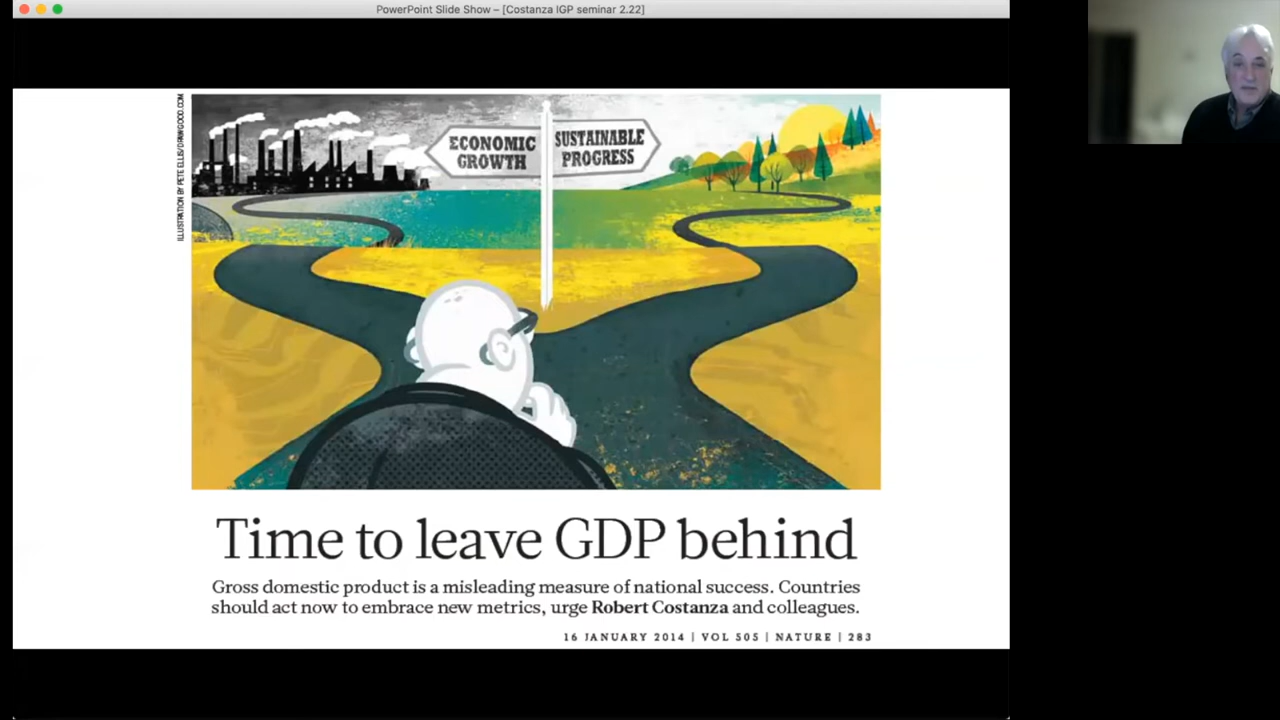 PowerPoint Slide Show – [Costanza IGP seminar 2.22]
ILLUSTRATION BY PETE ELLIS/DRAWGOOD.COM
ECONOMIC
GROWTH
SUSTAINABLE
PROGRESS
Time to leave GDP behind
Gross domestic product is a misleading measure of national success. Countries
should act now to embrace new metrics, urge Robert Costanza and colleagues.
16 JANUARY 2014 | VOL 505 | NATURE | 283